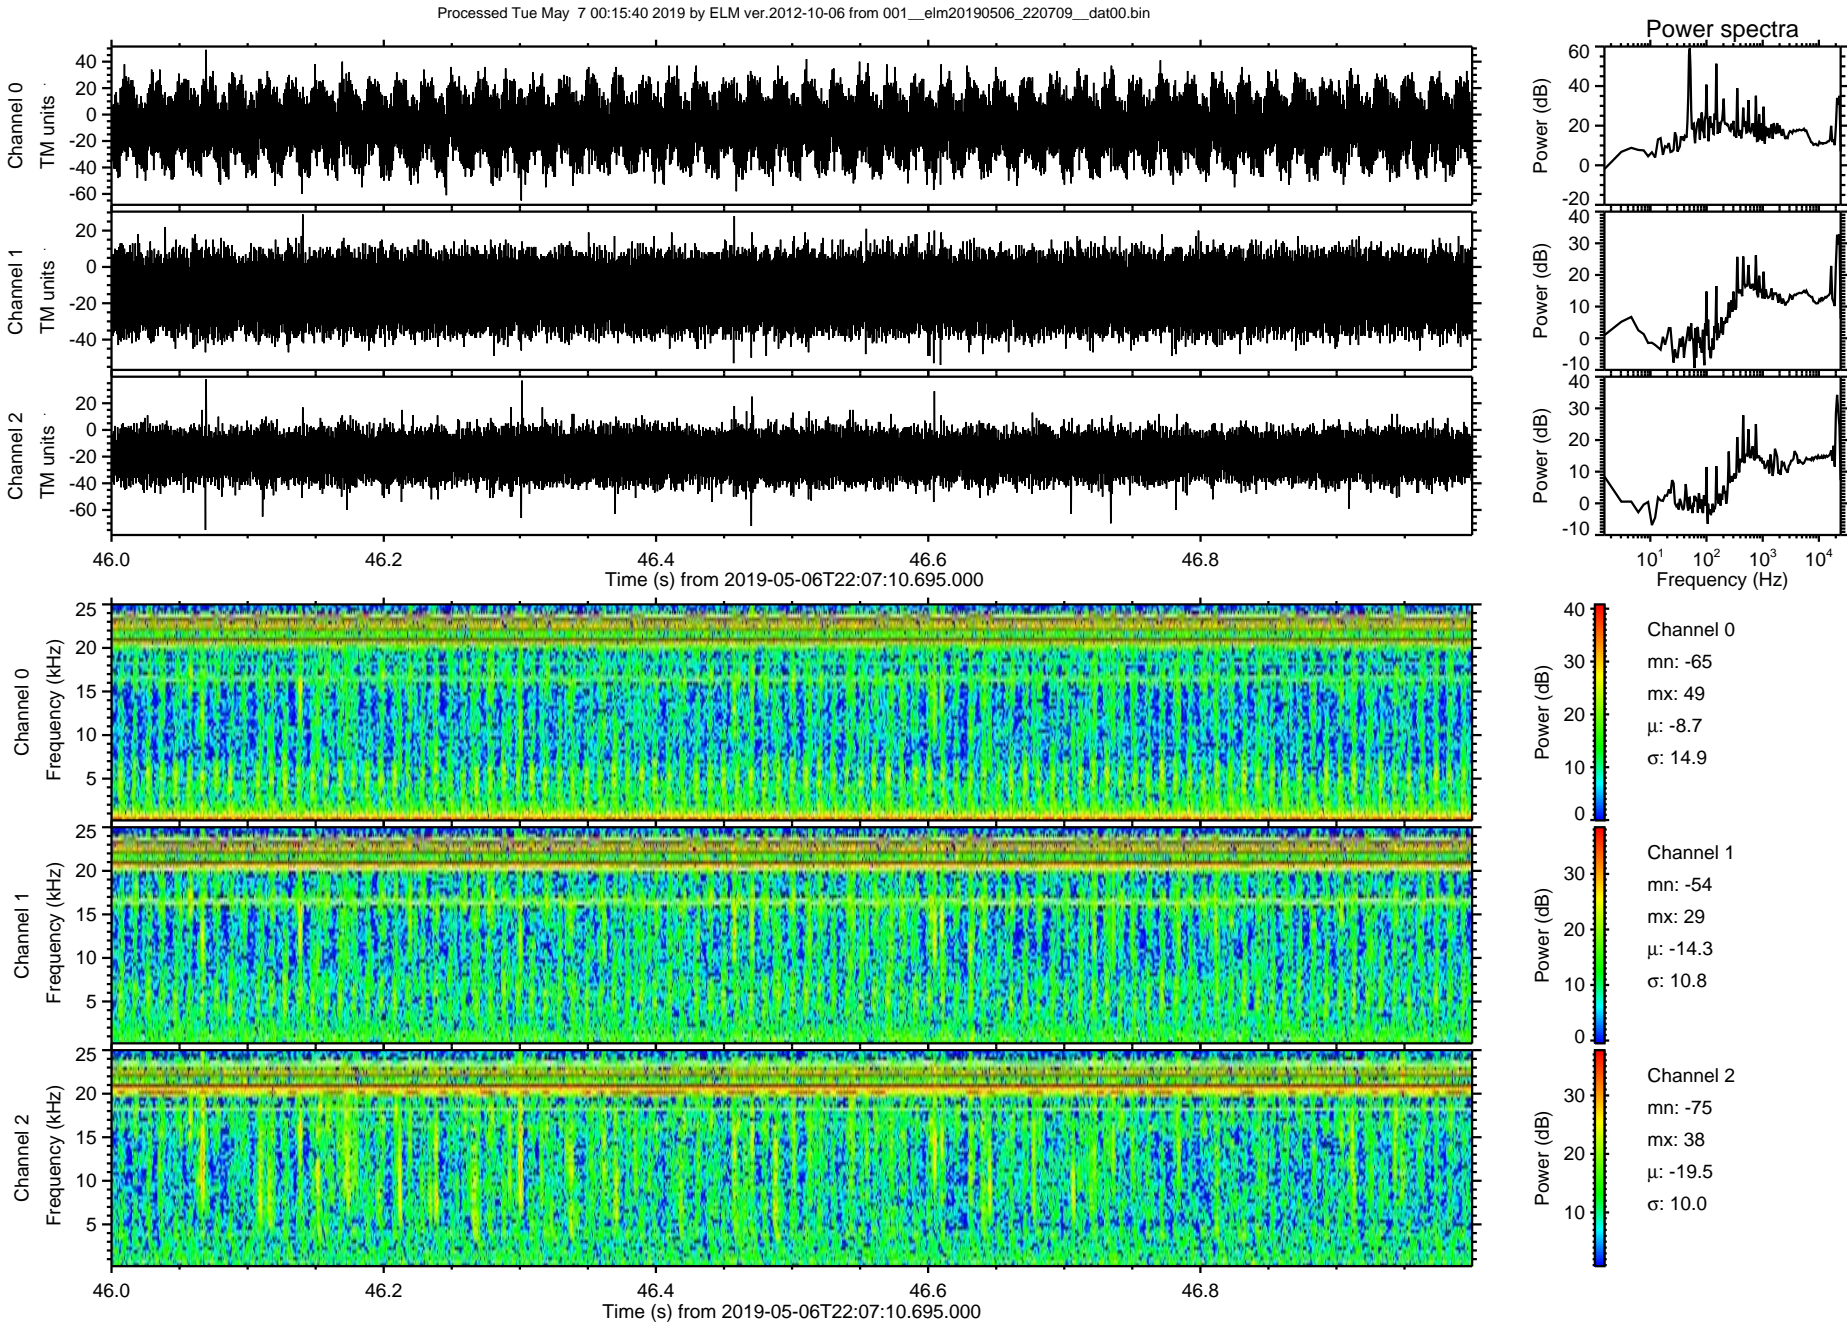 Processed Tue May  7 00:15:40 2019 by ELM ver.2012-10-06 from 001__elm20190506_220709__dat00.bin
Power spectra
Channel 0
TM units
40
20
0
-20
-40
-60
Power (dB)
60
40
20
0
-20
Channel 1
TM units
20
0
-20
-40
Power (dB)
40
30
20
10
0
-10
Channel 2
TM units
20
0
-20
-40
-60
Power (dB)
40
30
20
10
0
-10
46.0 46.2 46.4 46.6 46.8
Time (s) from 2019-05-06T22:07:10.695.000
10^1 10^2 10^3 10^4
Frequency (Hz)
Channel 0
Frequency (kHz)
25
20
15
10
5
Power (dB)
40
30
20
10
0
Channel 0
mn: -65
mx: 49
μ: -8.7
σ: 14.9
Channel 1
Frequency (kHz)
25
20
15
10
5
Power (dB)
30
20
10
0
Channel 1
mn: -54
mx: 29
μ: -14.3
σ: 10.8
Channel 2
Frequency (kHz)
25
20
15
10
5
Power (dB)
30
20
10
Channel 2
mn: -75
mx: 38
μ: -19.5
σ: 10.0
46.0 46.2 46.4 46.6 46.8
Time (s) from 2019-05-06T22:07:10.695.000